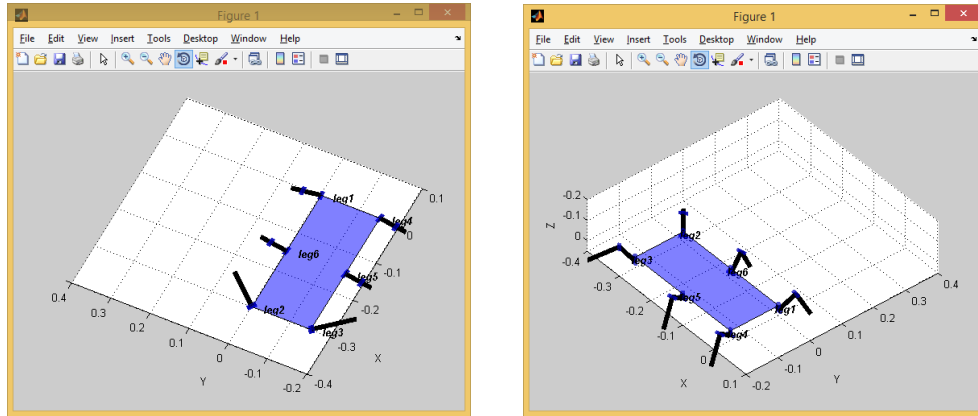 Figure 1
File Edit View Insert Tools Desktop Window Help
leg1
leg4
leg6
leg5
leg2
leg3
0.1
0
-0.1
-0.2
-0.3
-0.4
X
0.4
0.3
0.2
0.1
0
-0.1
-0.2
Y
Figure 1
File Edit View Insert Tools Desktop Window Help
-0.2
-0.1
0
Z
leg2
leg3
leg6
leg5
leg1
leg4
-0.4
-0.3
-0.2
-0.1
0
0.1
X
-0.2
-0.1
0
0.1
0.2
0.3
0.4
Y